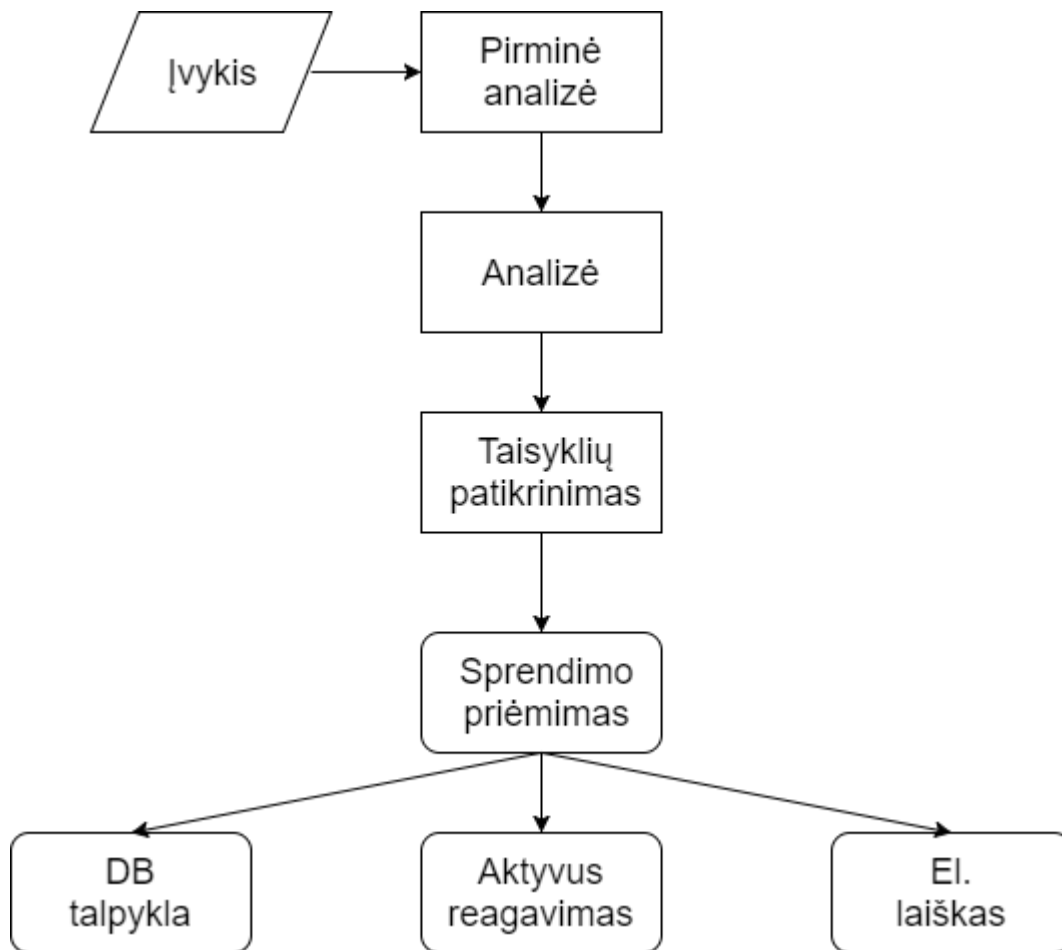 Įvykis
Pirminė
analizė
Analizė
Taisyklių
patikrinimas
Sprendimo
priėmimas
DB
talpykla
Aktyvus
reagavimas
El.
laiškas